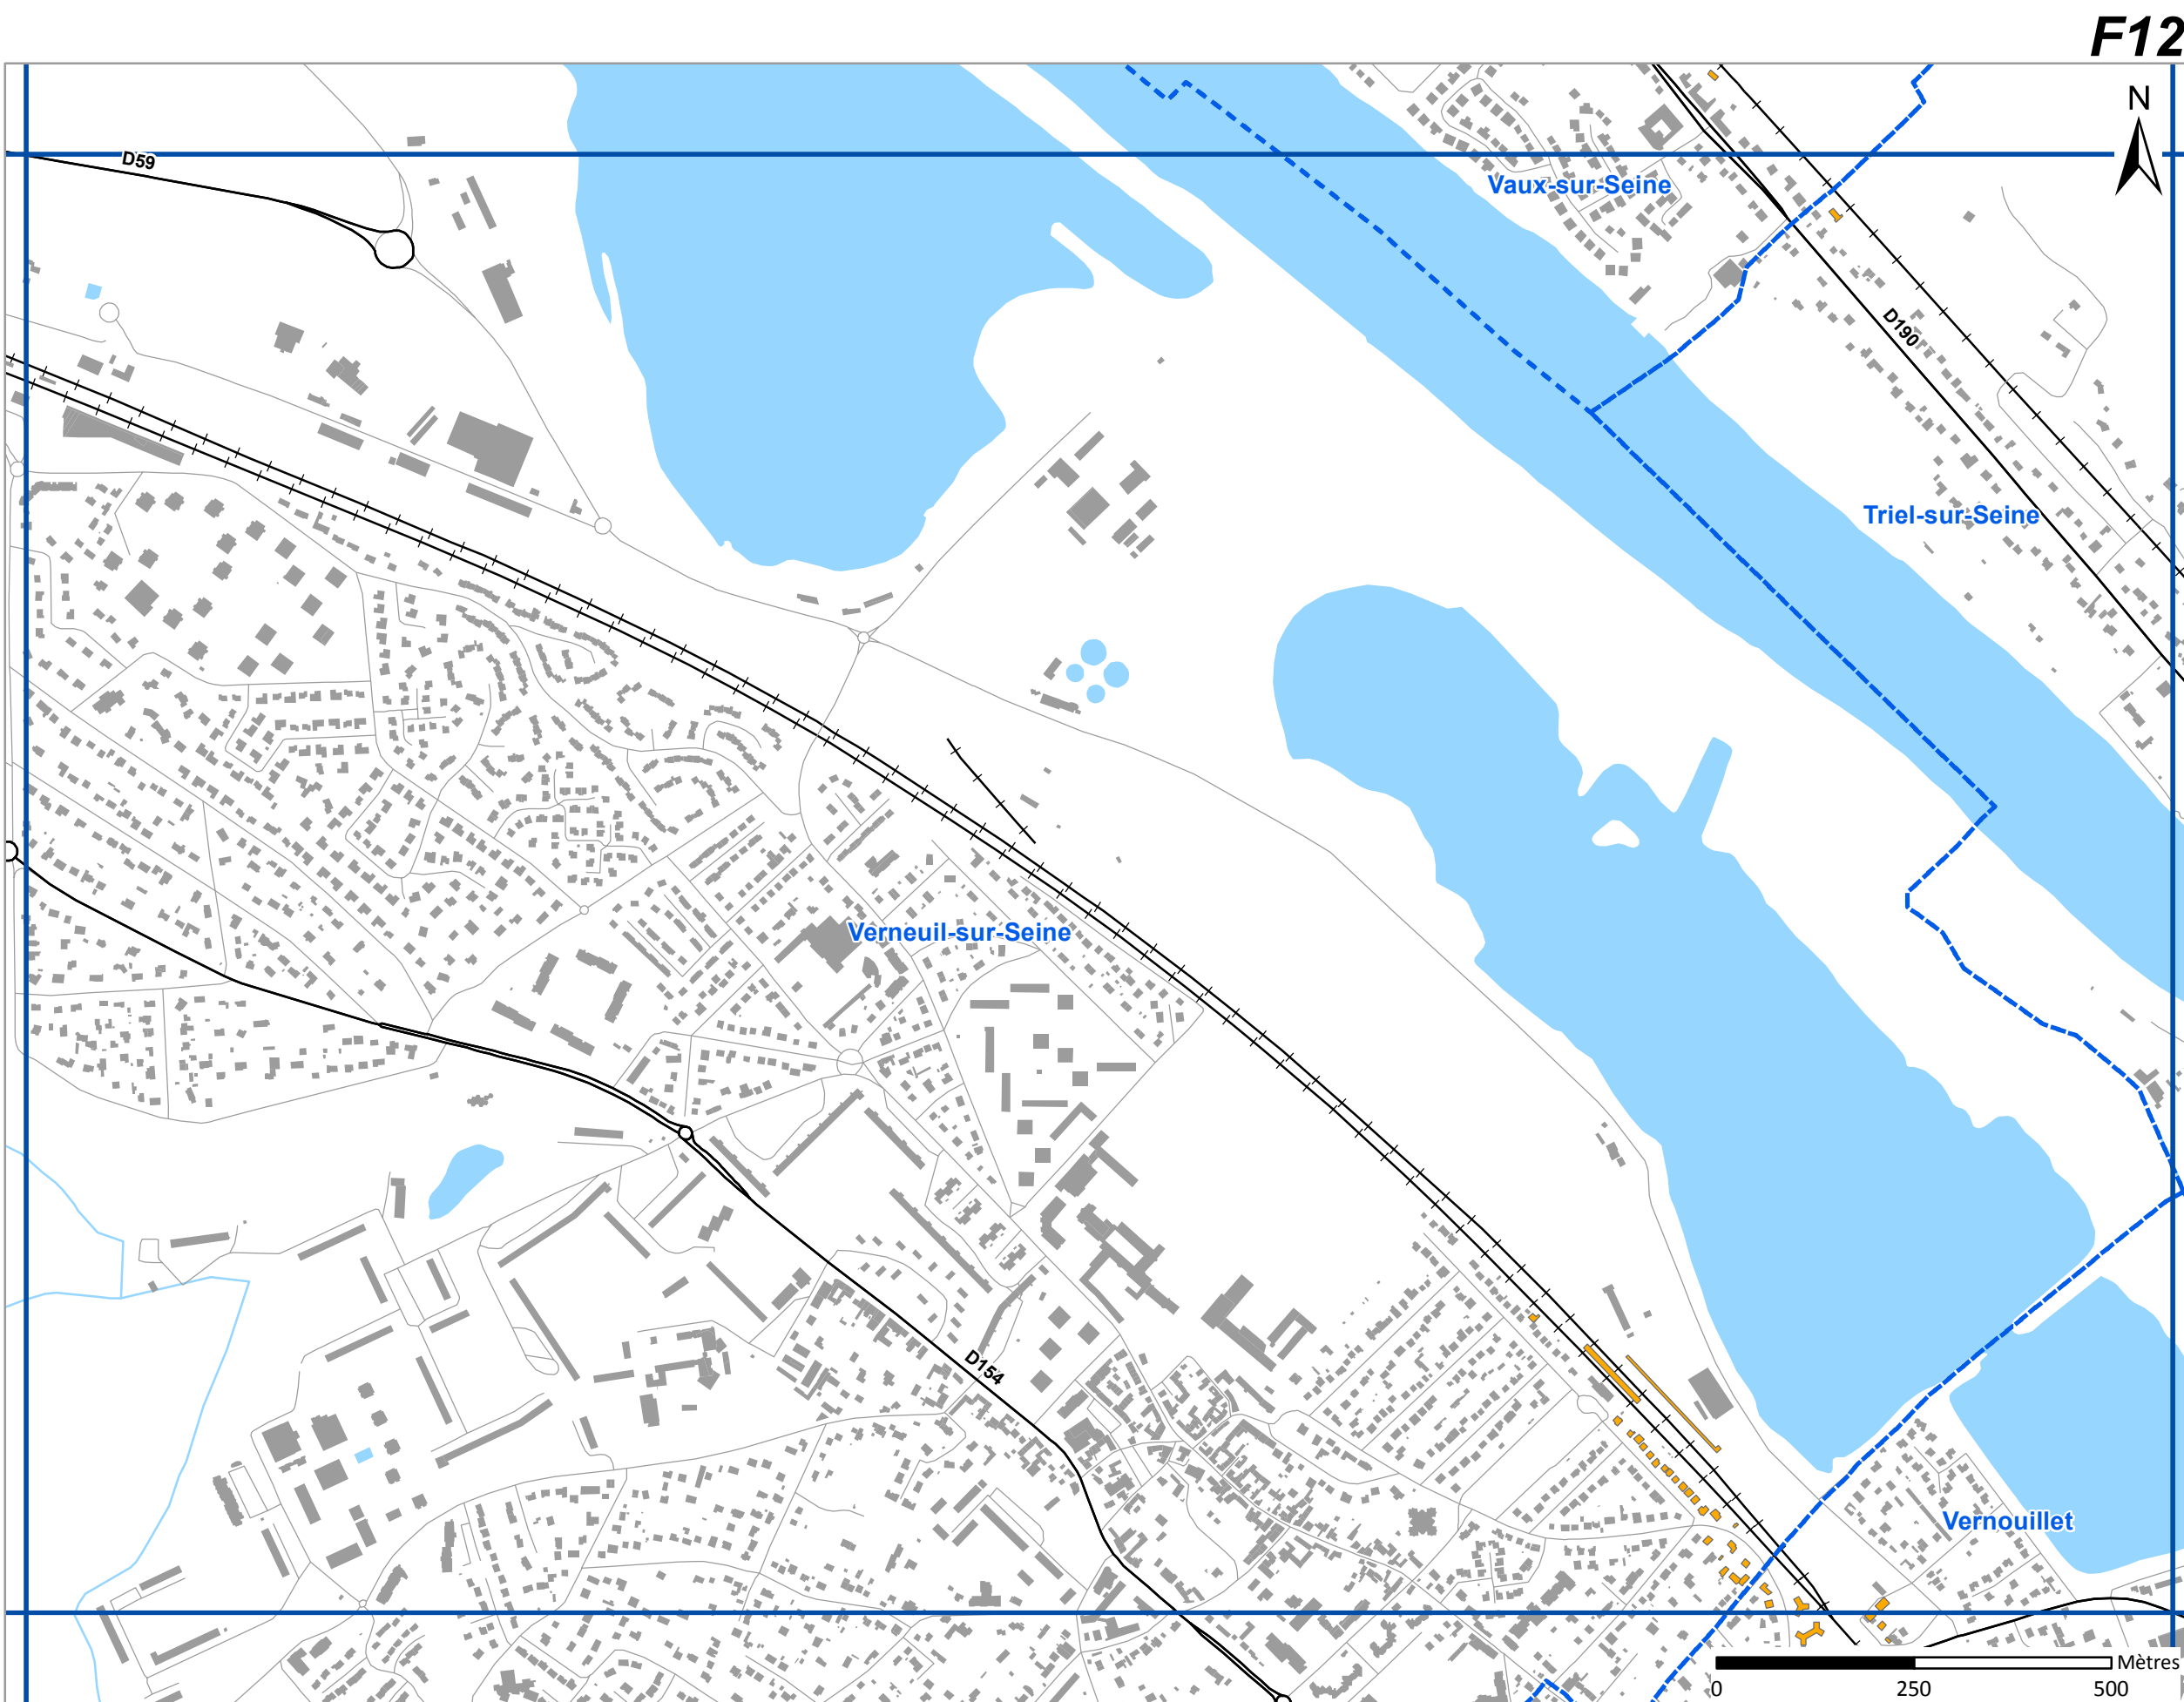 F12
N
D59
Vaux-sur-Seine
D190
Triel-sur-Seine
Verneuil-sur-Seine
D154
Vernouillet
Mètres
0 250 500